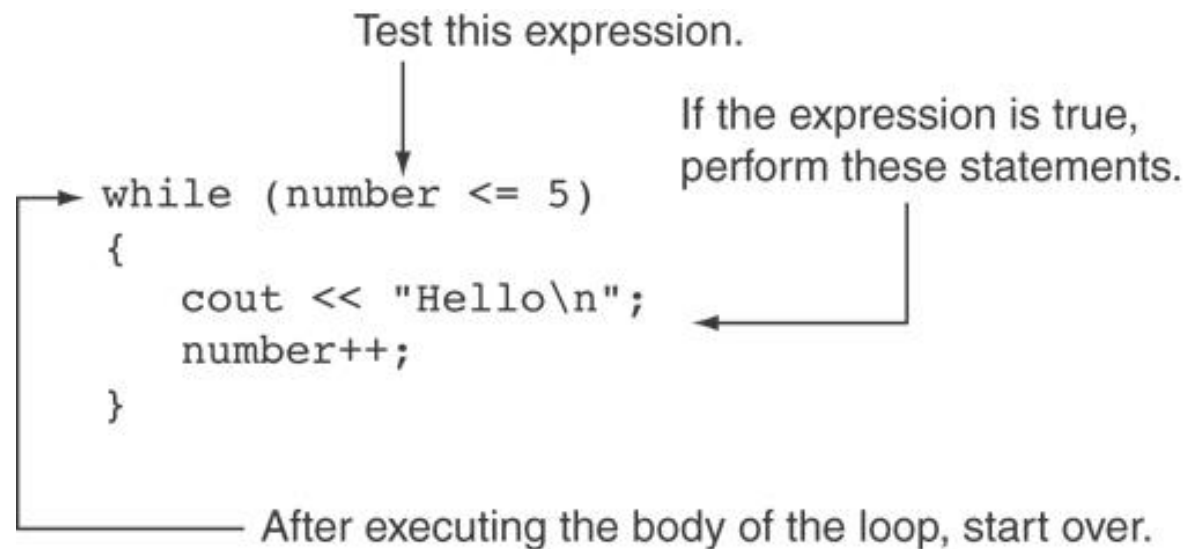 Test this expression.
If the expression is true,
perform these statements.
while (number <= 5)
{
cout << "Hello\n";
number++;
}
After executing the body of the loop, start over.